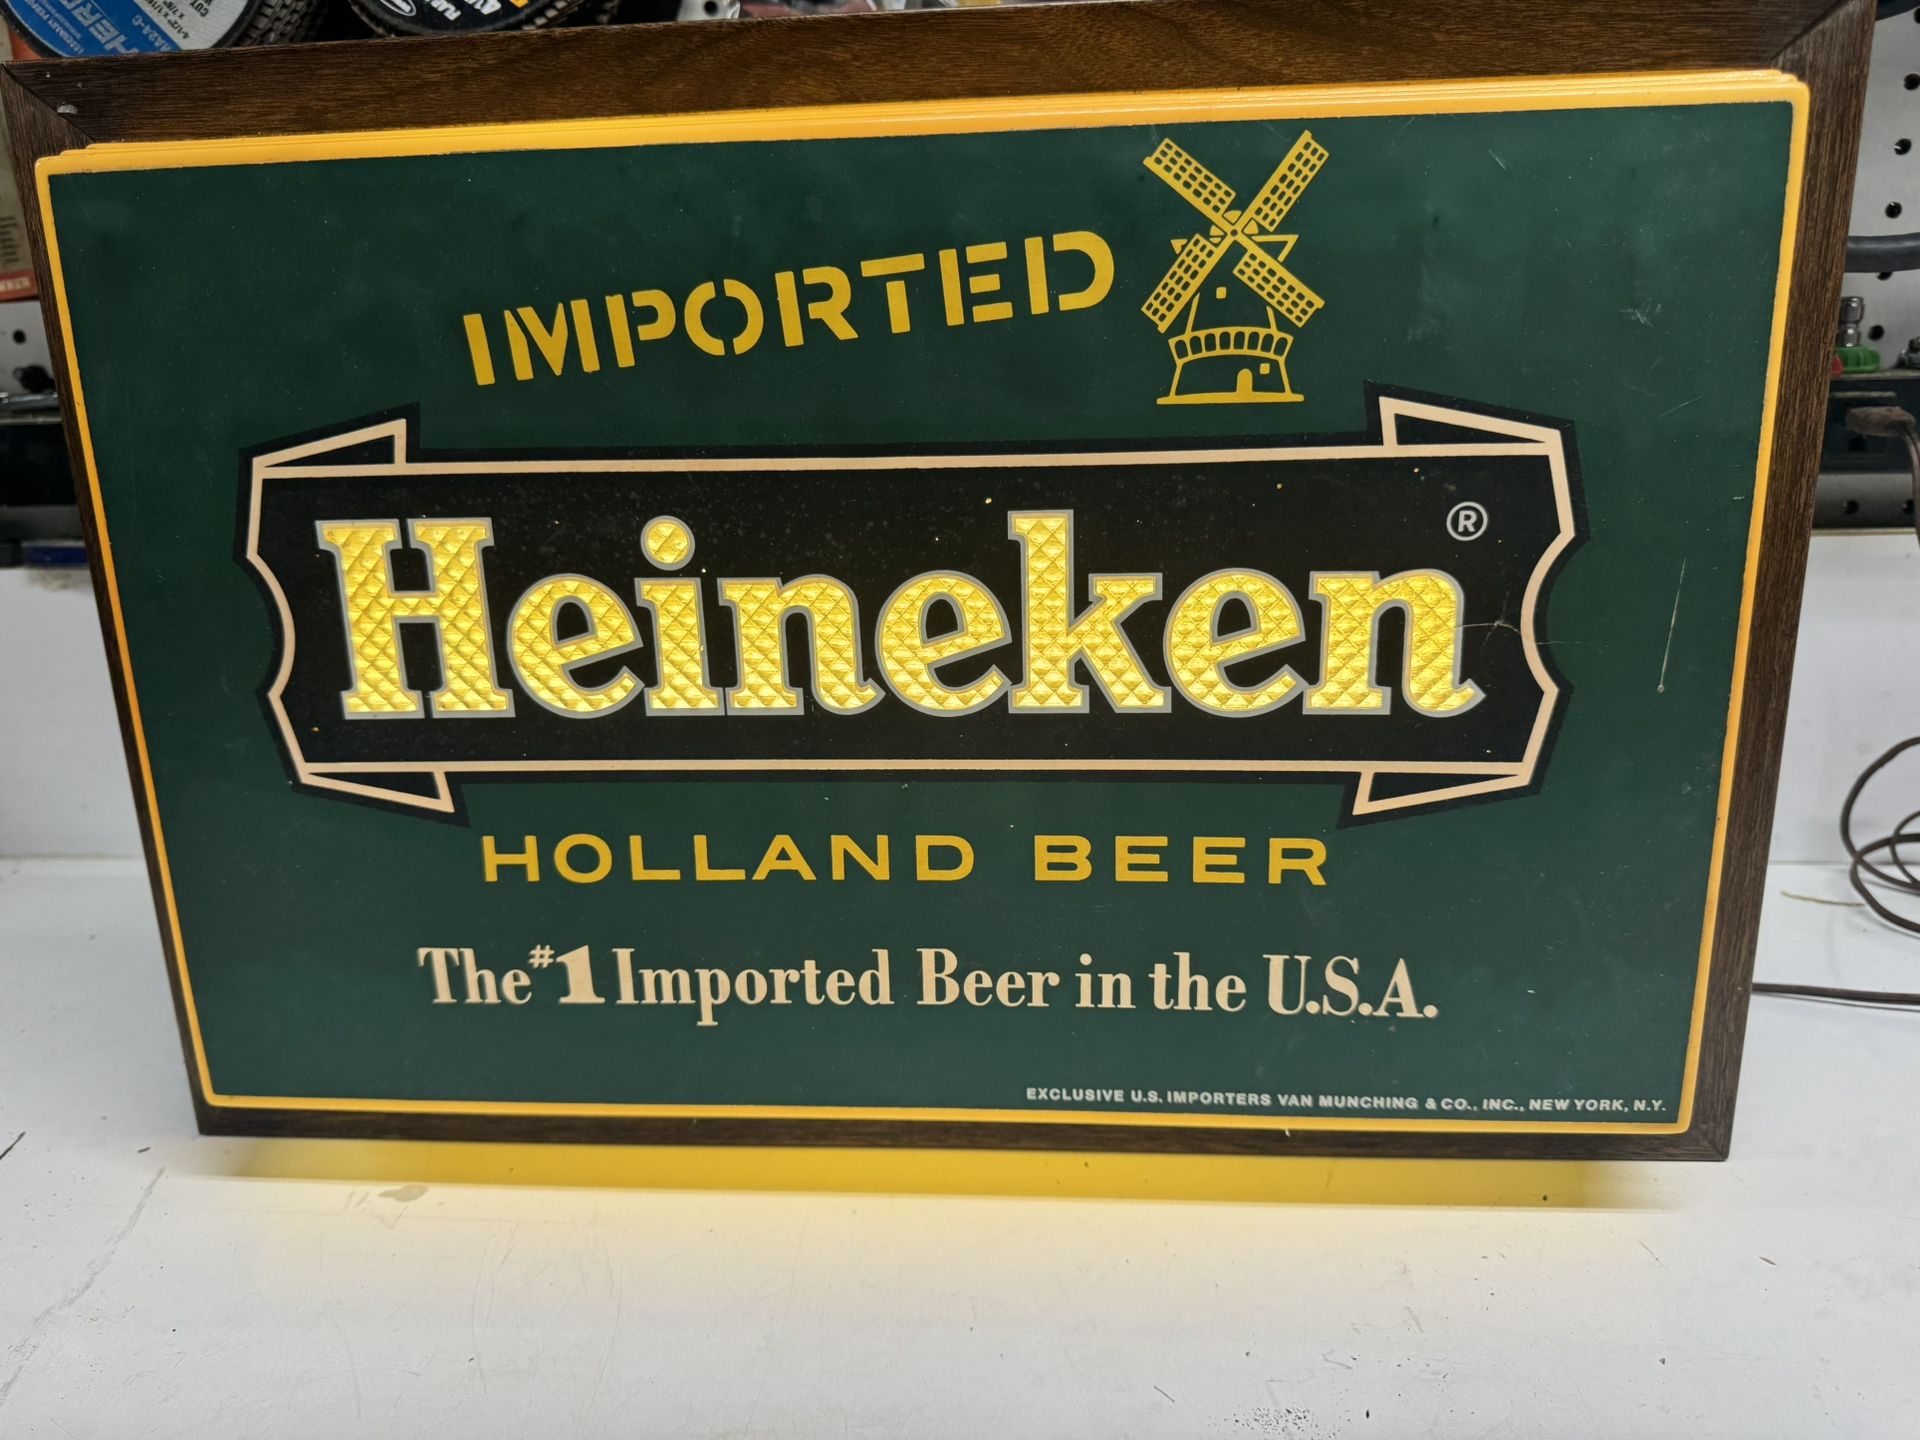 IMPORTED
Heineken ®
HOLLAND BEER
The #1 Imported Beer in the U.S.A.
EXCLUSIVE U.S. IMPORTERS VAN MUNCHING & CO., INC., NEW YORK, N.Y.